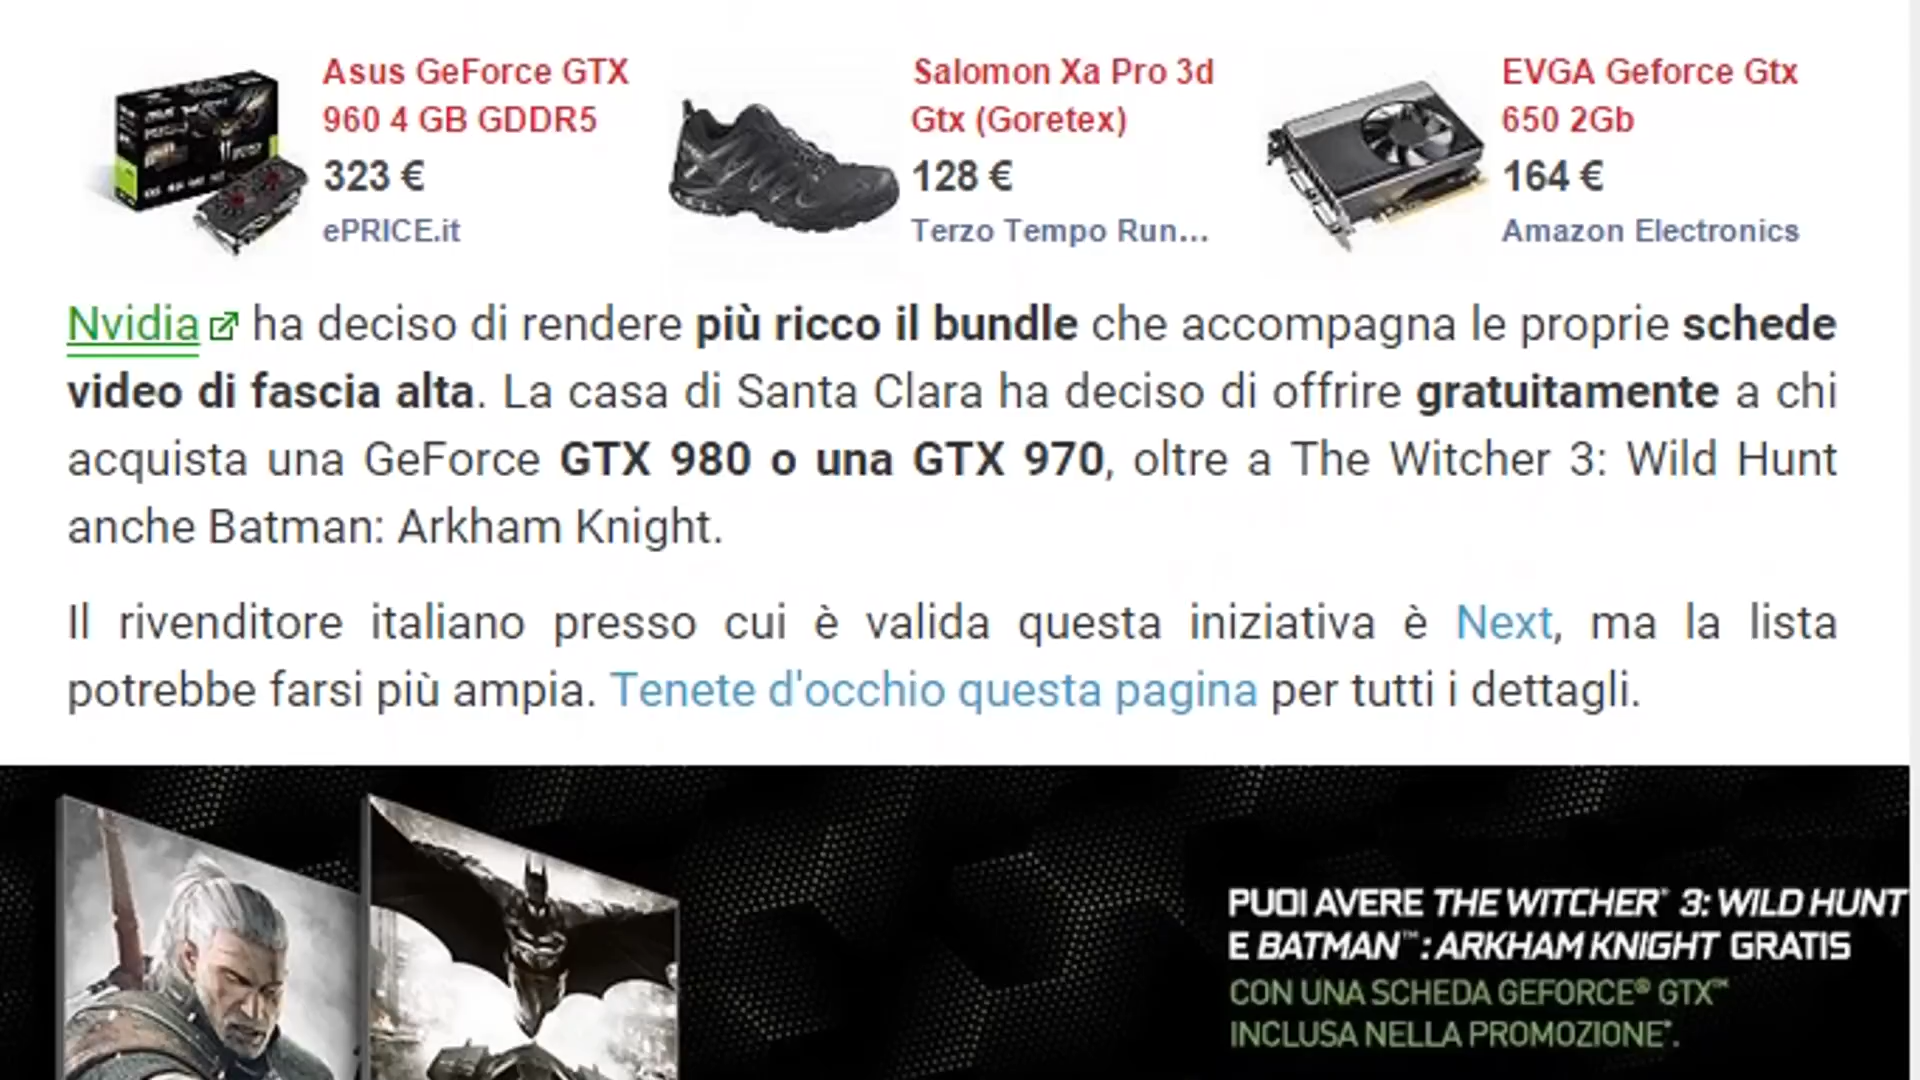 Asus GeForce GTX
960 4 GB GDDR5
323 €
ePRICE.it
Salomon Xa Pro 3d
Gtx (Goretex)
128 €
Terzo Tempo Run...
EVGA Geforce Gtx
650 2Gb
164 €
Amazon Electronics
Nvidia ha deciso di rendere più ricco il bundle che accompagna le proprie schede
video di fascia alta. La casa di Santa Clara ha deciso di offrire gratuitamente a chi
acquista una GeForce GTX 980 o una GTX 970, oltre a The Witcher 3: Wild Hunt
anche Batman: Arkham Knight.
Il rivenditore italiano presso cui è valida questa iniziativa è Next, ma la lista
potrebbe farsi più ampia. Tenete d'occhio questa pagina per tutti i dettagli.
PUOI AVERE THE WITCHER® 3: WILD HUNT
E BATMAN™: ARKHAM KNIGHT GRATIS
CON UNA SCHEDA GEFORCE® GTX™
INCLUSA NELLA PROMOZIONE*.